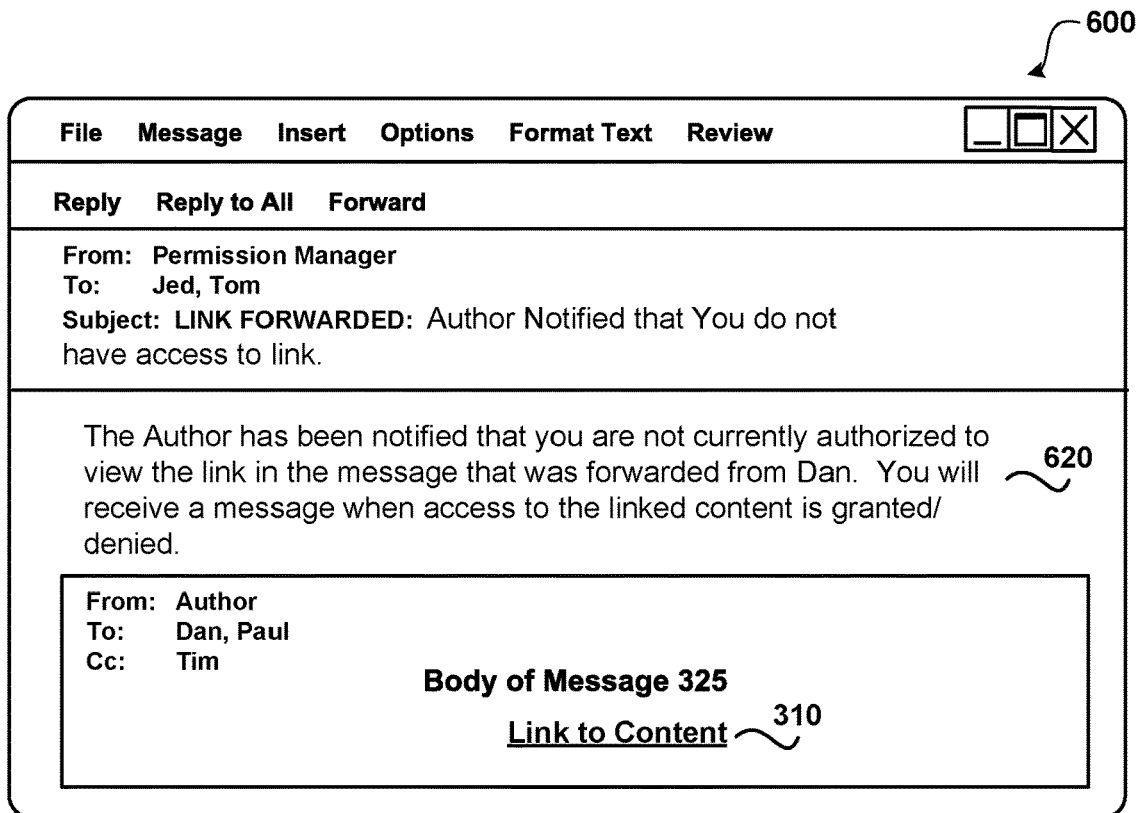 600
File Message Insert Options Format Text Review
Reply Reply to All Forward
From: Permission Manager
To: Jed, Tom
Subject: LINK FORWARDED: Author Notified that You do not
have access to link.
The Author has been notified that you are not currently authorized to
view the link in the message that was forwarded from Dan. You will
receive a message when access to the linked content is granted/
denied.
620
From: Author
To: Dan, Paul
Cc: Tim
Body of Message 325
Link to Content
310